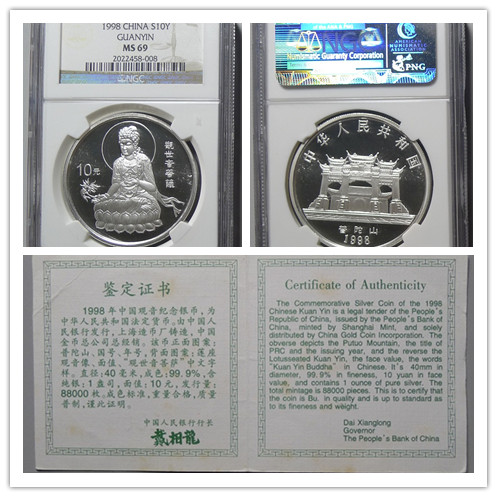 1998 CHINA S10Y
GUANYIN
MS 69
2022458-008
NGC
10元
觀世音菩薩
NGC
Numismatic Guaranty Corporation
AMERICAN
NUMISMATIC
ASSOCIATION
PNG
中华人民共和国
普陀山
1998
鉴定证书
1998年中国观音纪念银币，为
中华人民共和国法定货币。由中国人
民银行发行，上海造币厂铸造，中国
金币总公司总经销。该币正面图案：
普陀山、国号、年号，背面图案：莲座
观音像、面值、"观世音菩萨"中文字
样。直径：40毫米，成色：99.9%，含
纯银：1盎司，面值：10元，发行量：
88000枚。成色标准，重量合格，质量
普制，谨此证明。
中国人民银行行长
戴相龍
Certificate of Authenticity
The Commemorative Silver Coin of the 1998
Chinese Kuan Yin is a legal tender of the People's
Republic of China, issued by the People's Bank of
China, minted by Shanghai Mint, and solely
distributed by China Gold Coin Incorporation. The
obverse depicts the Putuo Mountain, the title of
PRC and the issuing year, and the reverse the
Lotusseated Kuan Yin, the face value, the words
"Kuan Yin Buddha" in Chinese. It's 40mm in
diameter, 99.9% in fineness, 10 yuan in face
value, and contains 1 ounce of pure silver. The
total mintage is 88000 pieces. This is to certify that
the coin is Bu. in quality and is up to standard as
to its fineness and weight.
Dai Xianglong
Governor
The People's Bank of China